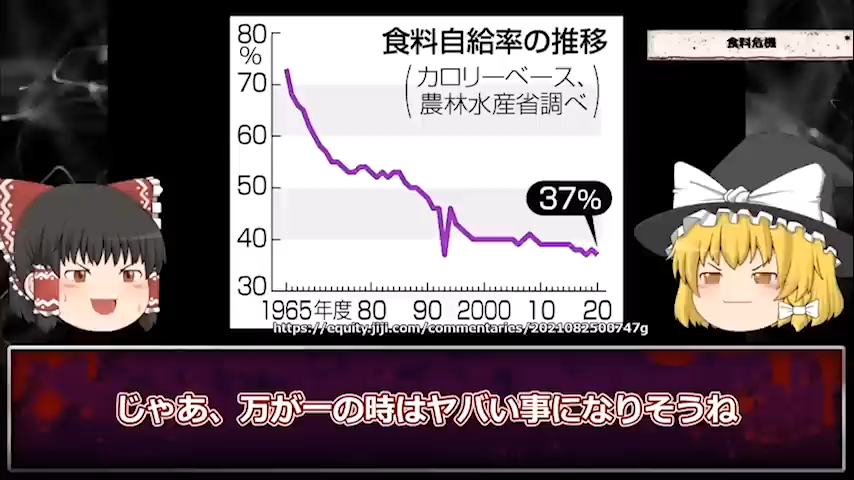 食料自給率の推移
(カロリーベース、
農林水産省調べ)
食料危機
80
%
70
60
50
40
30
37%
1965年度 80 90 2000 10 20
https://equity.jiji.com/commentaries/2021082500747g
じゃあ、万が一の時はヤバい事になりそうね